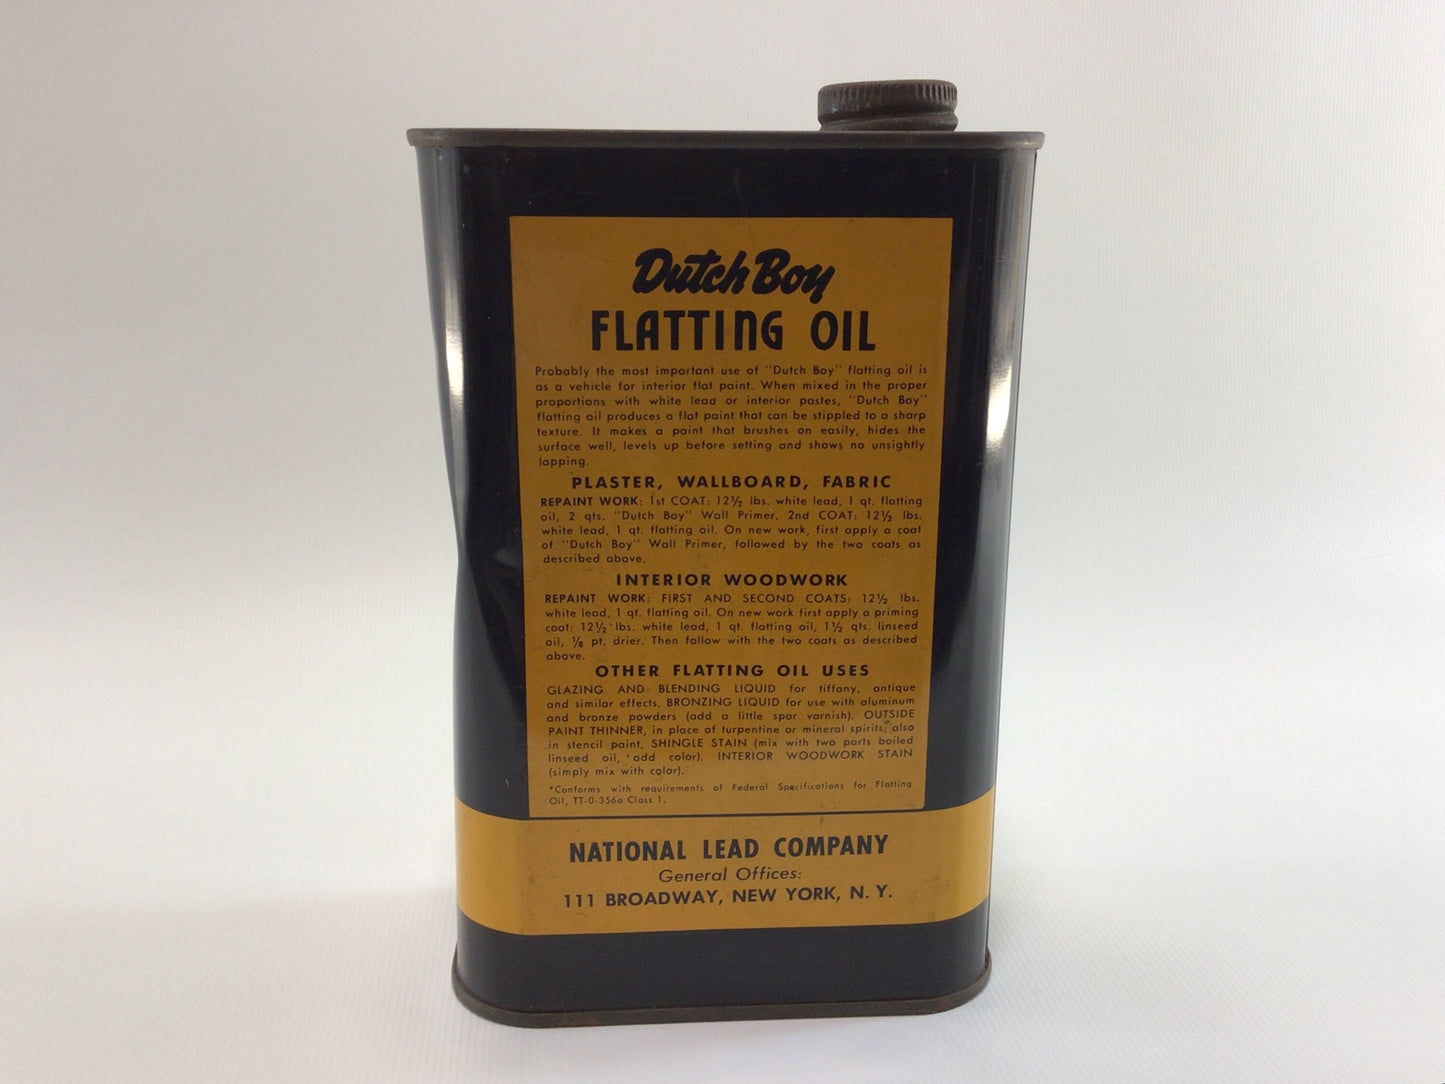 Dutch Boy
FLATTING OIL
Probably the most important use of "Dutch Boy" flatting oil is
as a vehicle for interior flat paint. When mixed in the proper
proportions with white lead or interior pastes, "Dutch Boy"
flatting oil produces a flat paint that can be stippled to a sharp
texture. It makes a paint that brushes on easily, hides the
surface well, levels up before setting and shows no unsightly
lapping.
PLASTER, WALLBOARD, FABRIC
REPAINT WORK: 1st COAT: 12½ lbs. white lead, 1 qt. flatting
oil, 2 qts. "Dutch Boy" Wall Primer. 2nd COAT: 12½ lbs.
white lead, 1 qt. flatting oil. On new work, first apply a coat
of "Dutch Boy" Wall Primer, followed by the two coats as
described above.
INTERIOR WOODWORK
REPAINT WORK: FIRST AND SECOND COATS: 12½ lbs.
white lead, 1 qt. flatting oil. On new work first apply a priming
coat: 12½ lbs. white lead, 1 qt. flatting oil, 1½ qts. linseed
oil, ⅛ pt. drier. Then follow with the two coats as described
above.
OTHER FLATTING OIL USES
GLAZING AND BLENDING LIQUID for tiffany, antique
and similar effects. BRONZING LIQUID for use with aluminum
and bronze powders (add a little spar varnish). OUTSIDE
PAINT THINNER, in place of turpentine or mineral spirits; also
in stencil paint. SHINGLE STAIN (mix with two parts boiled
linseed oil, add color). INTERIOR WOODWORK STAIN
(simply mix with color).
*Conforms with requirements of Federal Specifications for Flatting
Oil, TT-O-356a Class 1.
NATIONAL LEAD COMPANY
General Offices:
111 BROADWAY, NEW YORK, N. Y.